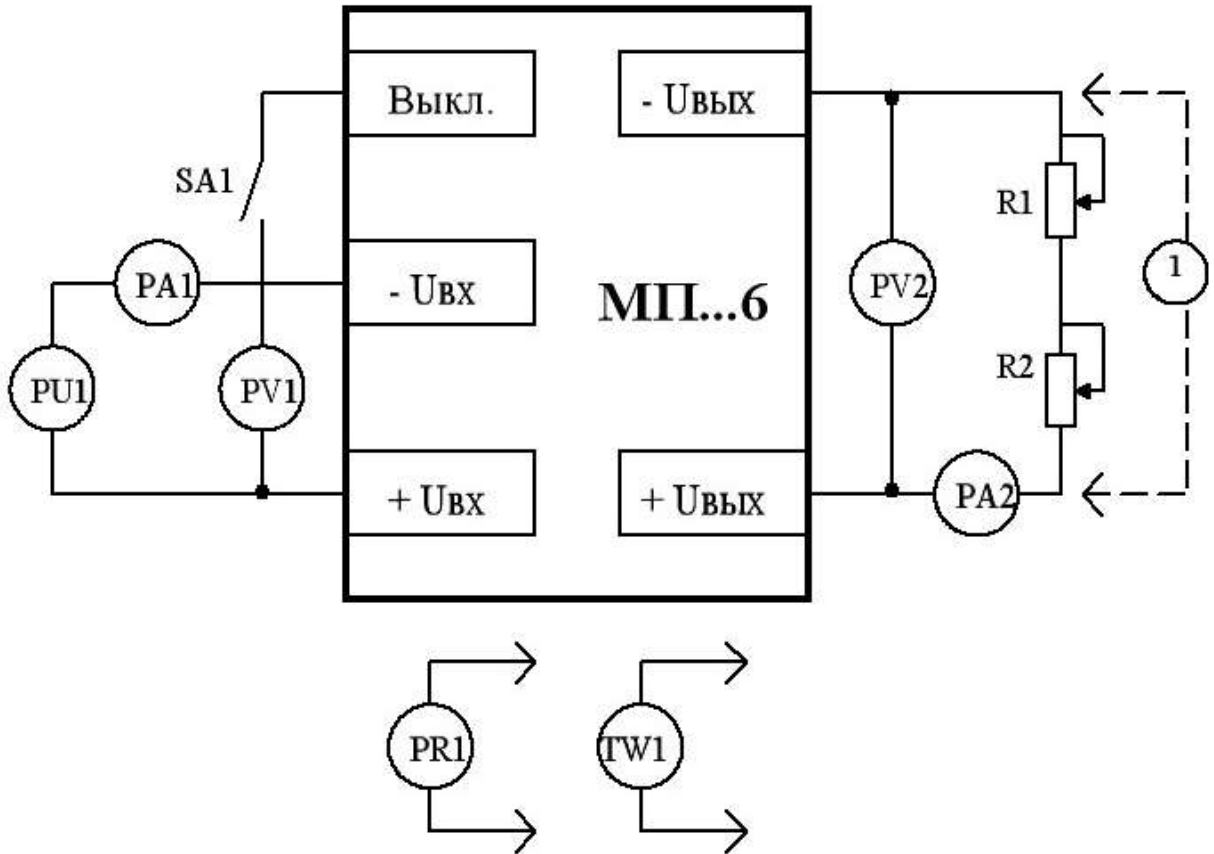 Выкл.
- Uвых
SA1
R1
PA1
- Uвх
МП...6
PV2
1
PU1
PV1
R2
+ Uвх
+ Uвых
PA2
PR1
TW1